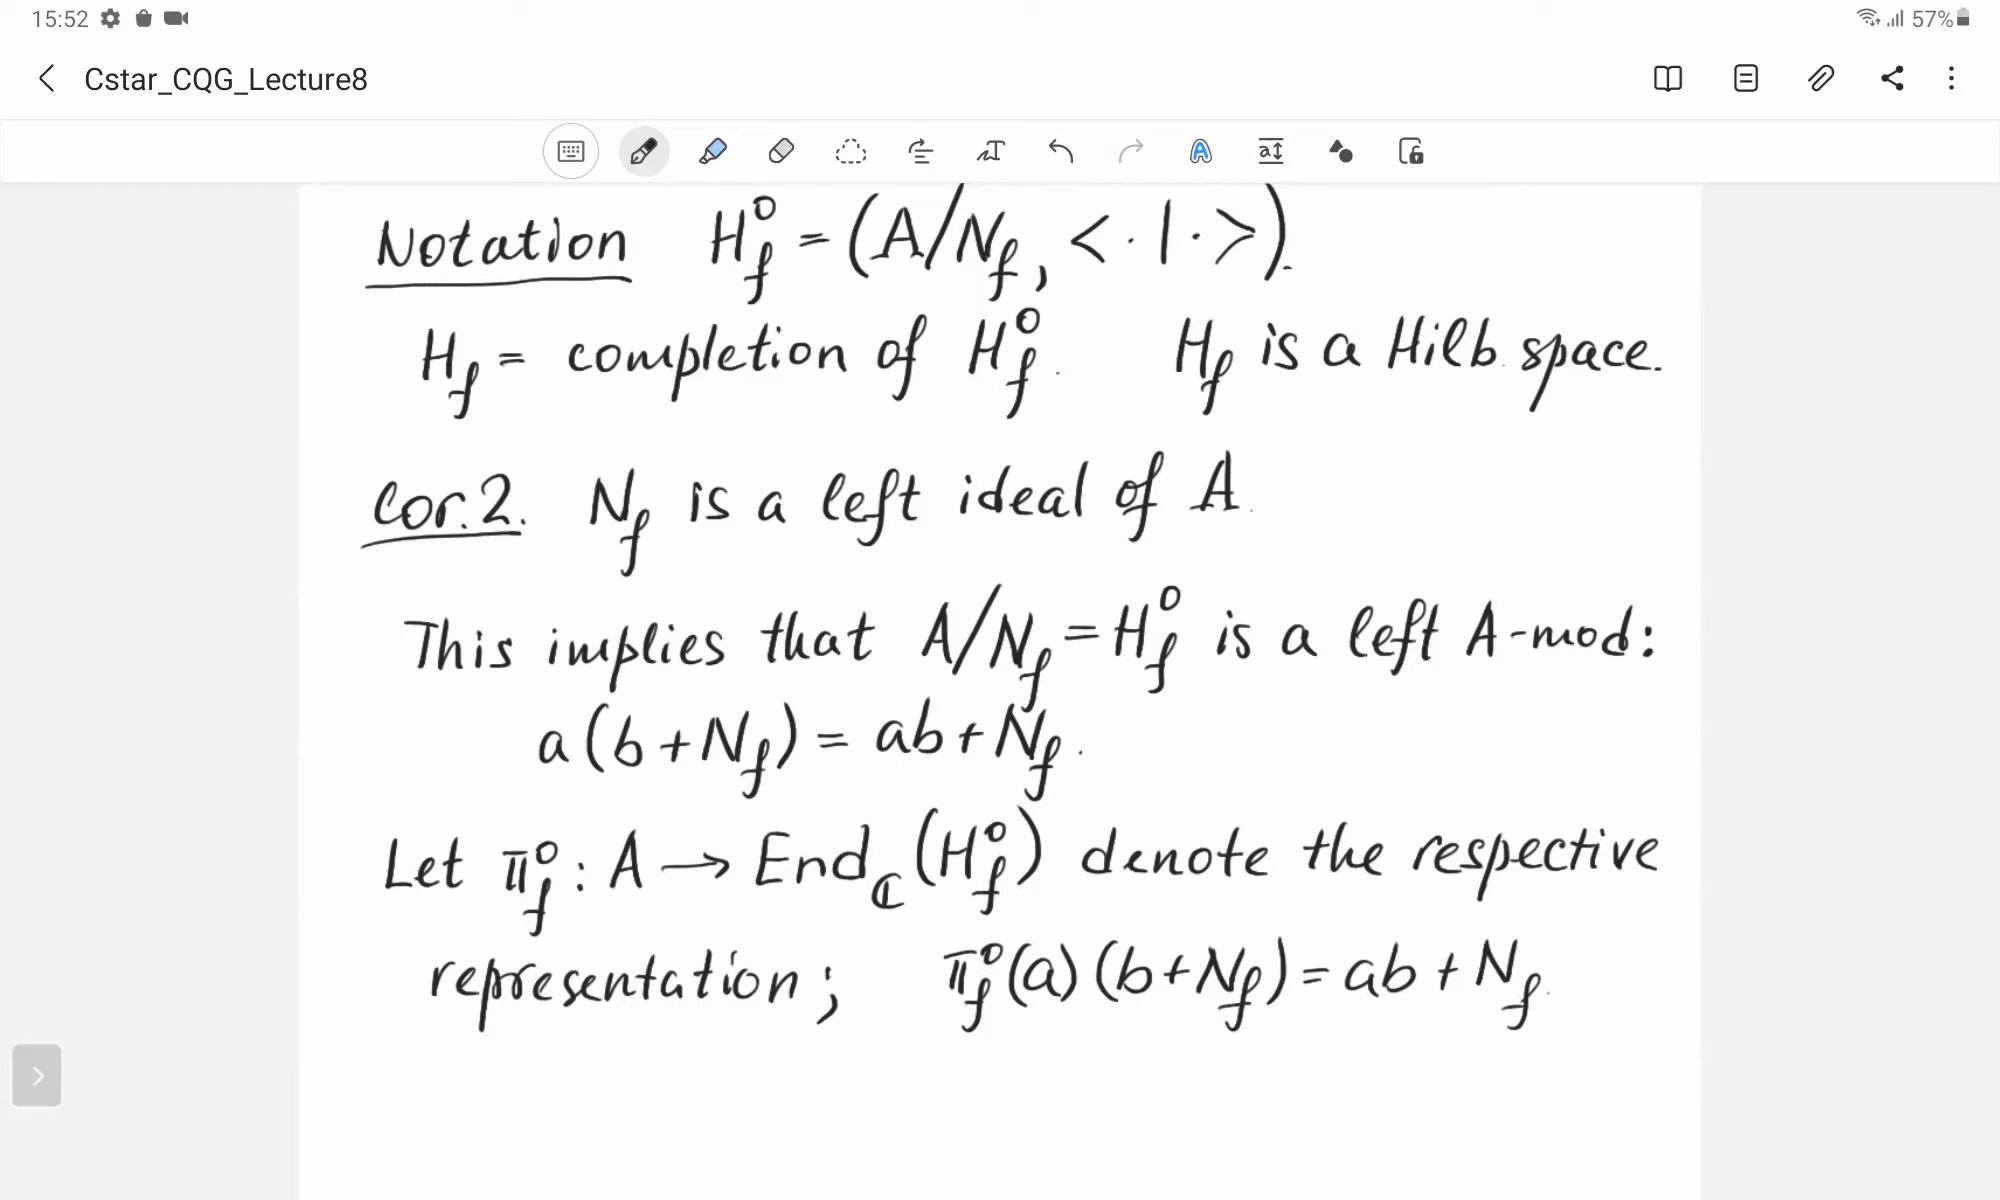 15:52 57%
Cstar_CQG_Lecture8
Notation H_f^0 = (A/N_f, <·|·>).
H_f = completion of H_f^0. H_f is a Hilb. space.
Cor. 2. N_f is a left ideal of A.
This implies that A/N_f = H_f^0 is a left A-mod:
a(b+N_f) = ab+N_f.
Let π_f^0 : A → End_ℂ(H_f^0) denote the respective
representation; π_f^0(a)(b+N_f) = ab+N_f.